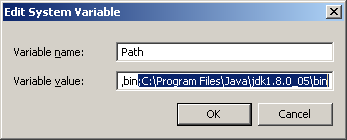 Edit System Variable
Variable name: Path
Variable value: ,bin;C:\Program Files\Java\jdk1.8.0_05\bin
OK Cancel